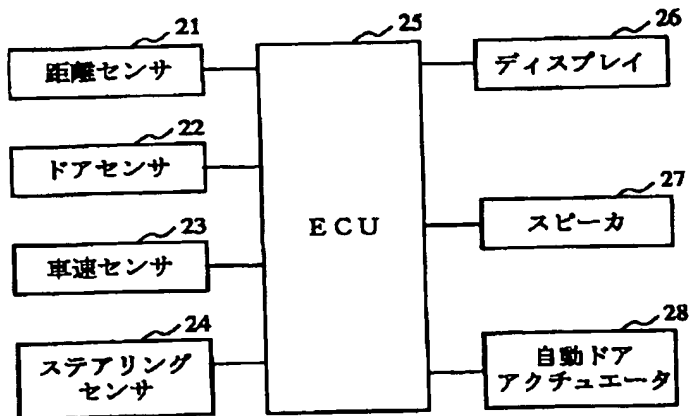 21
距離センサ
22
ドアセンサ
23
車速センサ
24
ステアリング
センサ
25
ECU
26
ディスプレイ
27
スピーカ
28
自動ドア
アクチュエータ